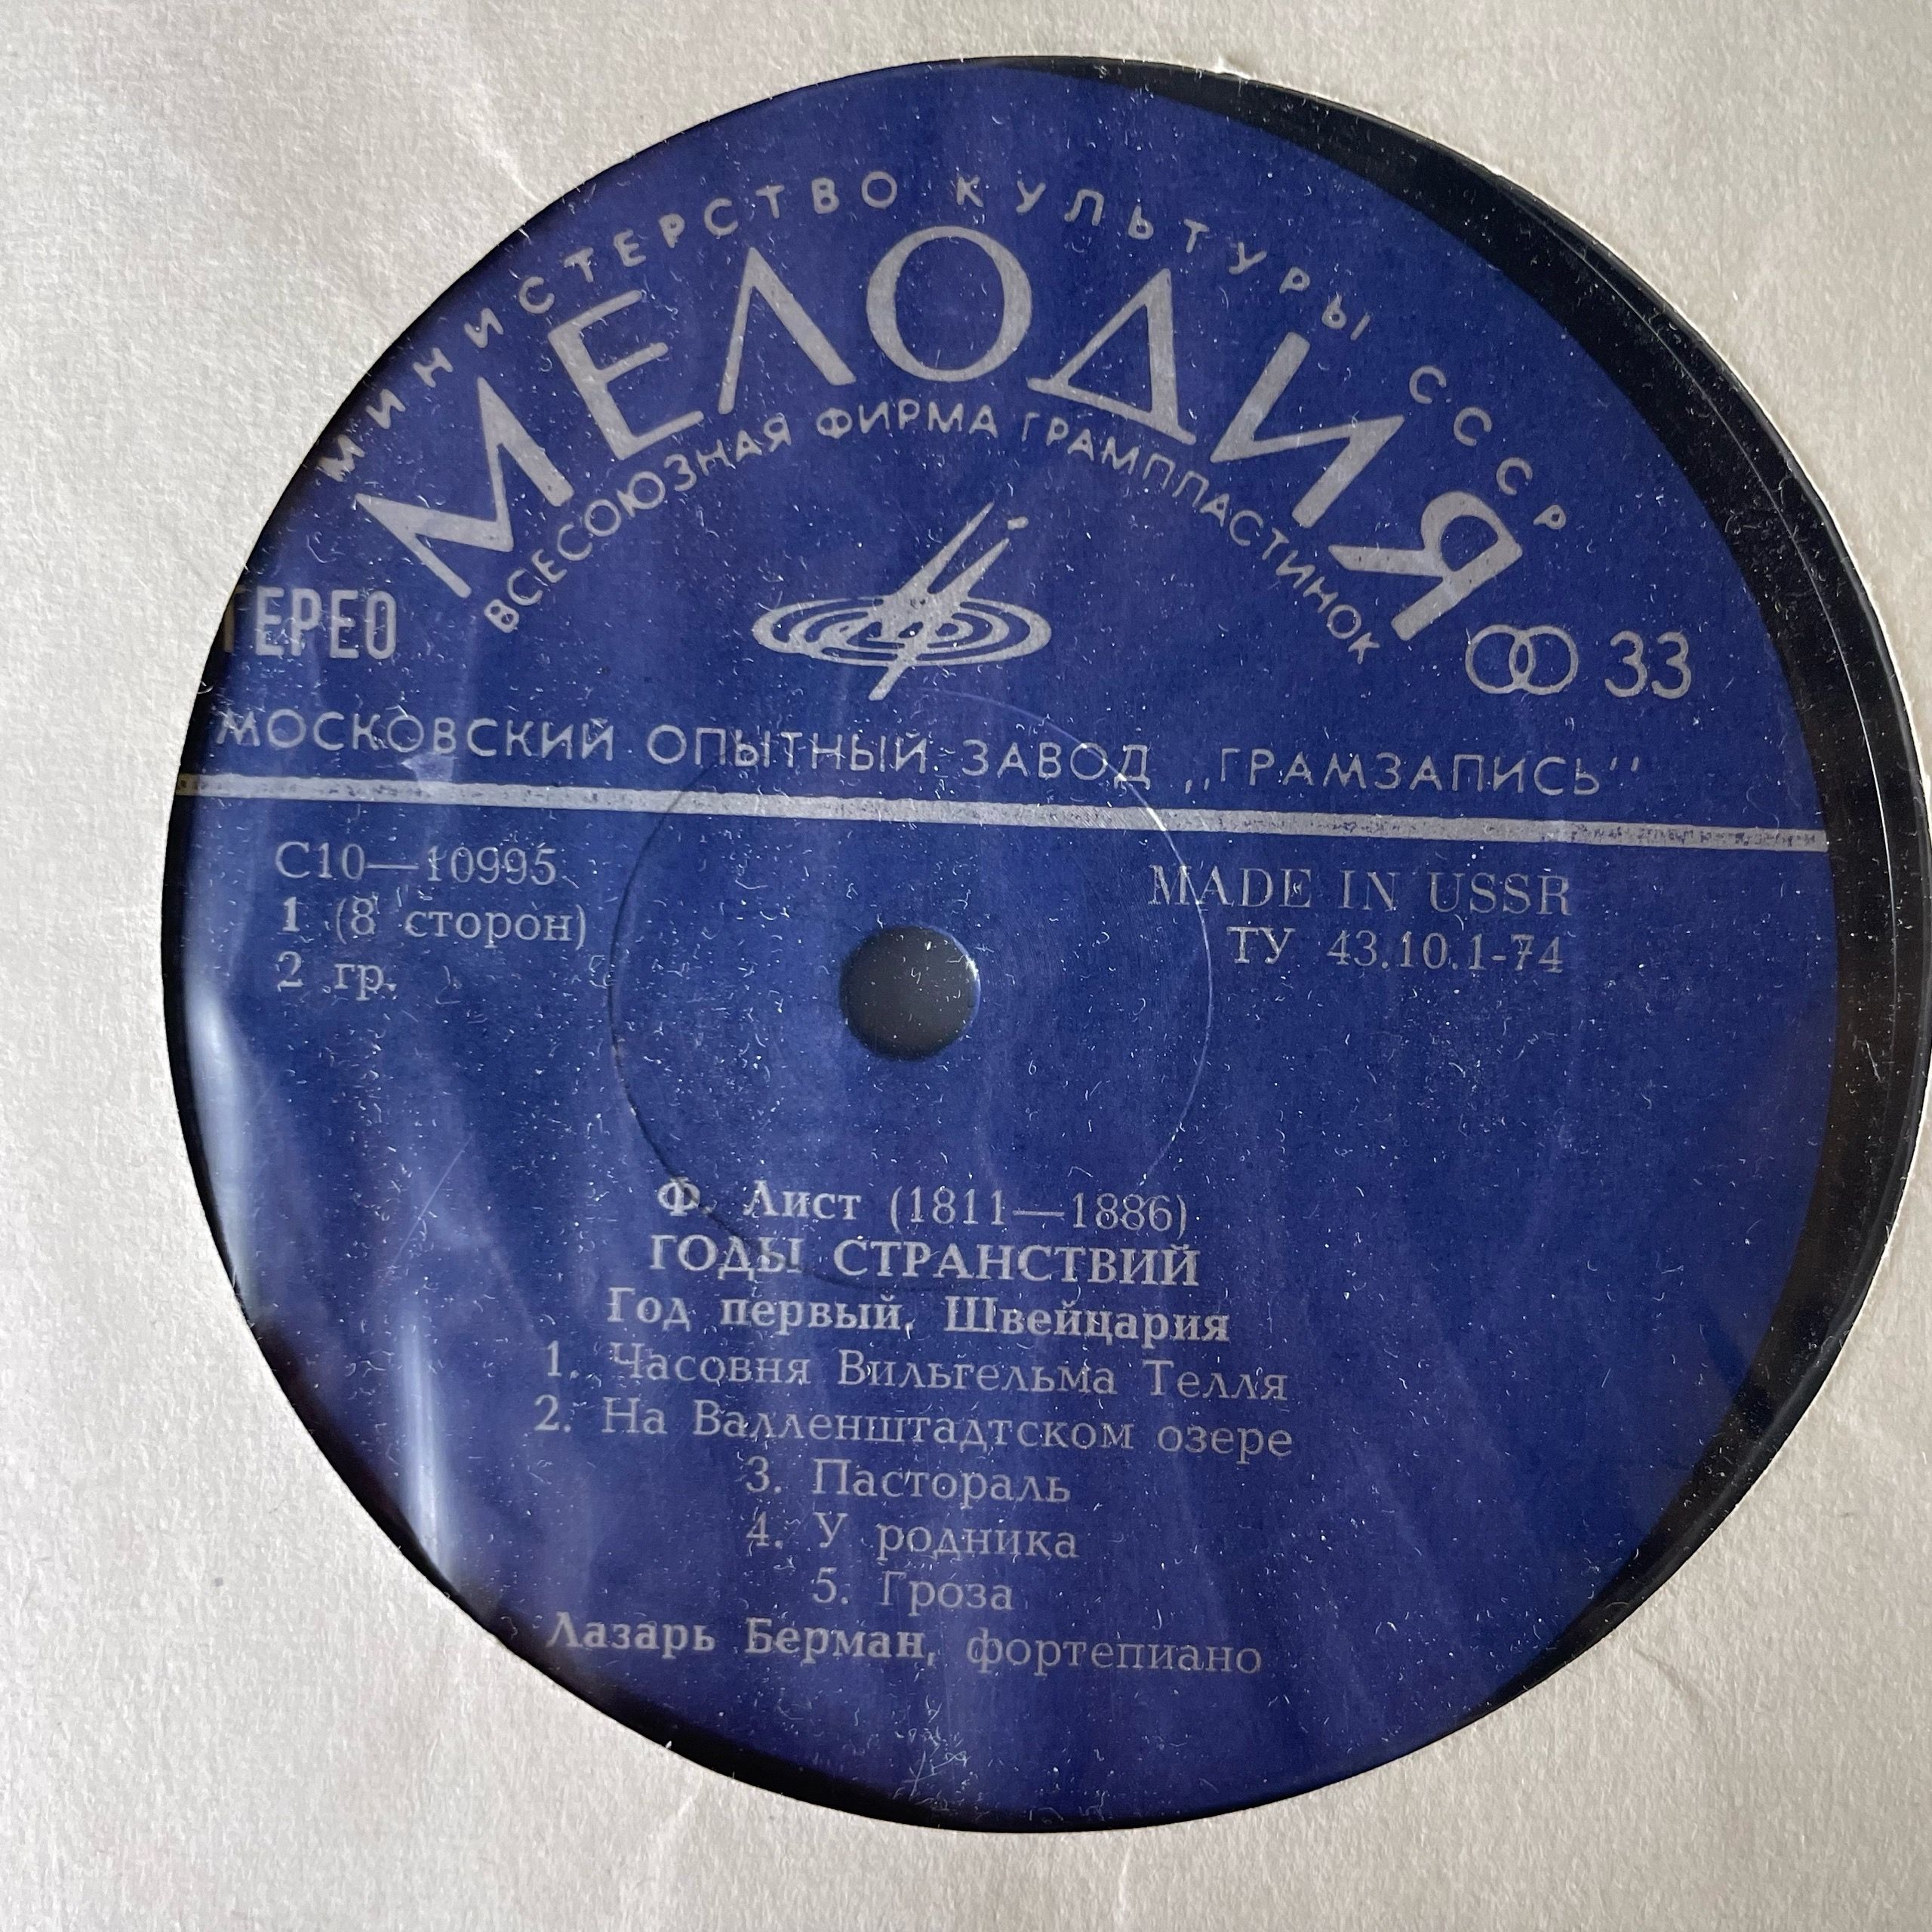 МИНИСТЕРСТВО КУЛЬТУРЫ СССР
МЕЛОДИЯ
ВСЕСОЮЗНАЯ ФИРМА ГРАМПЛАСТИНОК
ТЕРЕО
33
МОСКОВСКИЙ ОПЫТНЫЙ ЗАВОД „ГРАМЗАПИСЬ"
С10—10995
MADE IN USSR
1 (8 сторон)
ТУ 43.10.1-74
2 гр.
Ф. Лист (1811—1886)
ГОДЫ СТРАНСТВИЙ
Год первый. Швейцария
1. Часовня Вильгельма Телля
2. На Валленштадтском озере
3. Пастораль
4. У родника
5. Гроза
Лазарь Берман, фортепиано